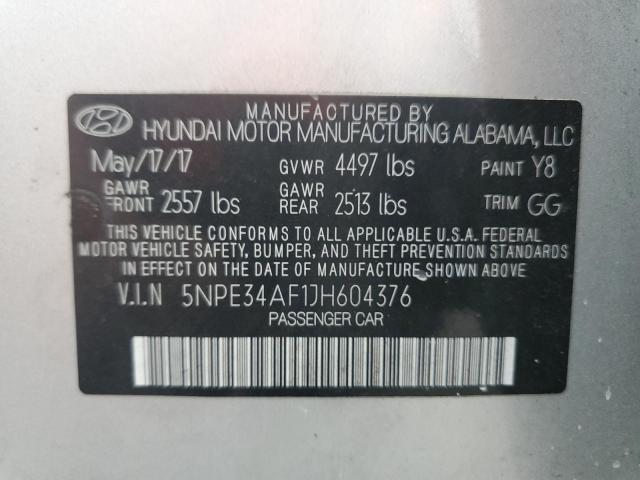 MANUFACTURED BY
HYUNDAI MOTOR MANUFACTURING ALABAMA, LLC
May/17/17 GVWR 4497 lbs PAINT Y8
GAWR FRONT 2557 lbs GAWR REAR 2513 lbs TRIM GG
THIS VEHICLE CONFORMS TO ALL APPLICABLE U.S.A. FEDERAL
MOTOR VEHICLE SAFETY, BUMPER, AND THEFT PREVENTION STANDARDS
IN EFFECT ON THE DATE OF MANUFACTURE SHOWN ABOVE.
V.I.N 5NPE34AF1JH604376
PASSENGER CAR